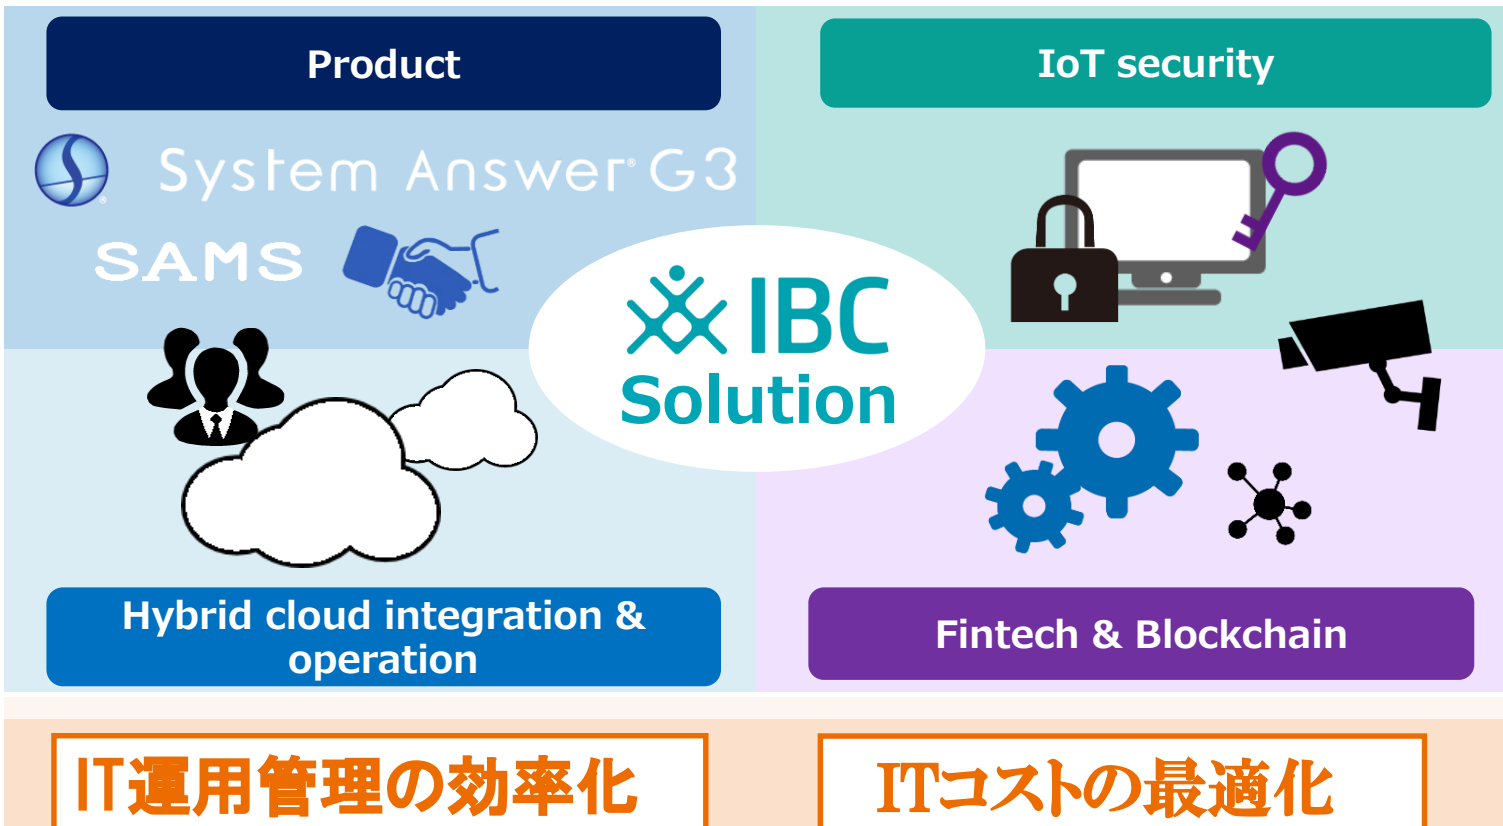 Product
IoT security
System Answer® G3
SAMS
IBC
Solution
Hybrid cloud integration &
operation
Fintech & Blockchain
IT運用管理の効率化
ITコストの最適化